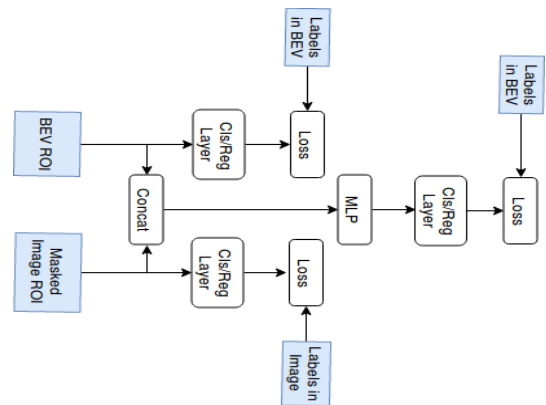 Labels
in BEV
Labels
in BEV
BEV ROI
Cls/Reg
Layer
Loss
Concat
MLP
Cls/Reg
Layer
Loss
Masked
Image ROI
Cls/Reg
Layer
Loss
Labels in
Image